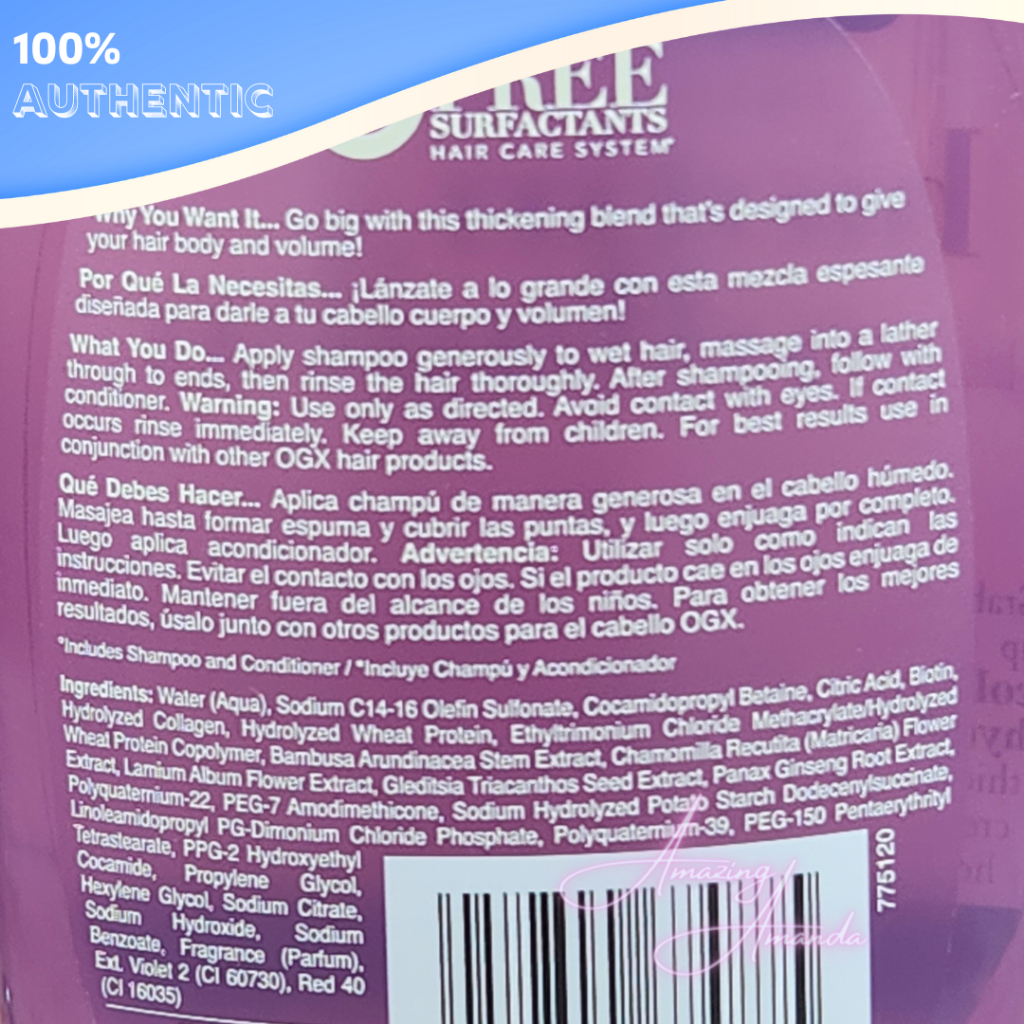 100%
AUTHENTIC
FREE
SURFACTANTS
HAIR CARE SYSTEM*
Why You Want It... Go big with this thickening blend that's designed to give
your hair body and volume!
Por Qué La Necesitas... ¡Lánzate a lo grande con esta mezcla espesante
diseñada para darle a tu cabello cuerpo y volumen!
What You Do... Apply shampoo generously to wet hair, massage into a lather
through to ends, then rinse the hair thoroughly. After shampooing, follow with
conditioner. Warning: Use only as directed. Avoid contact with eyes. If contact
occurs rinse immediately. Keep away from children. For best results use in
conjunction with other OGX hair products.
Qué Debes Hacer... Aplica champú de manera generosa en el cabello húmedo.
Masajea hasta formar espuma y cubrir las puntas, y luego enjuaga por completo.
Luego aplica acondicionador. Advertencia: Utilizar solo como indican las
instrucciones. Evitar el contacto con los ojos. Si el producto cae en los ojos enjuaga de
inmediato. Mantener fuera del alcance de los niños. Para obtener los mejores
resultados, úsalo junto con otros productos para el cabello OGX.
*Includes Shampoo and Conditioner / *Incluye Champú y Acondicionador
Ingredients: Water (Aqua), Sodium C14-16 Olefin Sulfonate, Cocamidopropyl Betaine, Citric Acid, Biotin,
Hydrolyzed Collagen, Hydrolyzed Wheat Protein, Ethyltrimonium Chloride Methacrylate/Hydrolyzed
Wheat Protein Copolymer, Bambusa Arundinacea Stem Extract, Chamomilla Recutita (Matricaria) Flower
Extract, Lamium Album Flower Extract, Gleditsia Triacanthos Seed Extract, Panax Ginseng Root Extract,
Polyquaternium-22, PEG-7 Amodimethicone, Sodium Hydrolyzed Potato Starch Dodecenylsuccinate,
Linoleamidopropyl PG-Dimonium Chloride Phosphate, Polyquaternium-39, PEG-150 Pentaerythrityl
Tetrastearate, PPG-2 Hydroxyethyl
Cocamide, Propylene Glycol,
Hexylene Glycol, Sodium Citrate,
Sodium Hydroxide, Sodium
Benzoate, Fragrance (Parfum),
Ext. Violet 2 (CI 60730), Red 40
(CI 16035)
775120
Amazing
Amanda